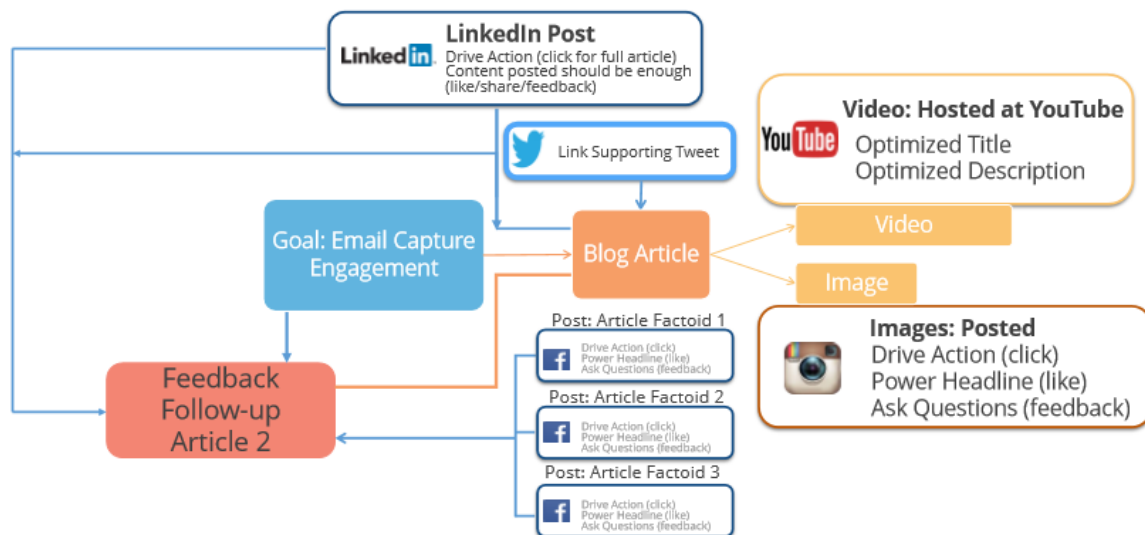 LinkedIn Post
Linked in
Drive Action (click for full article)
Content posted should be enough
(like/share/feedback)
Link Supporting Tweet
Video: Hosted at YouTube
YouTube
Optimized Title
Optimized Description
Goal: Email Capture
Engagement
Blog Article
Video
Image
Images: Posted
Drive Action (click)
Power Headline (like)
Ask Questions (feedback)
Feedback
Follow-up
Article 2
Post: Article Factoid 1
f
Drive Action (click)
Power Headline (like)
Ask Questions (feedback)
Post: Article Factoid 2
f
Drive Action (click)
Power Headline (like)
Ask Questions (feedback)
Post: Article Factoid 3
f
Drive Action (click)
Power Headline (like)
Ask Questions (feedback)